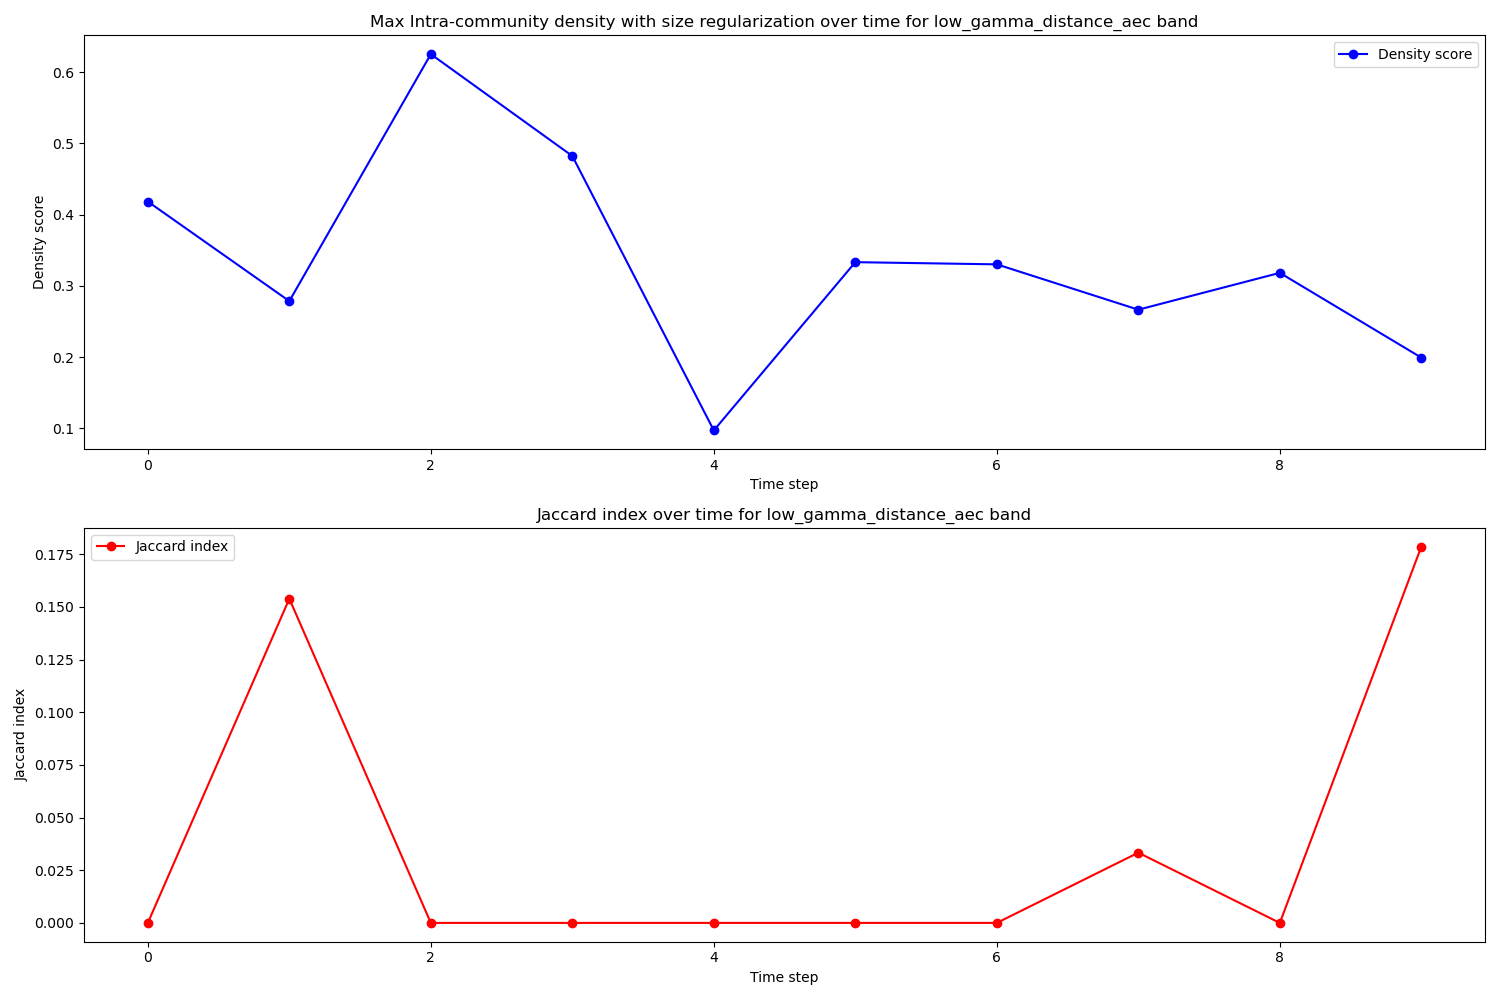 Max Intra-community density with size regularization over time for low_gamma_distance_aec band
Density score
0.6
0.5
0.4
0.3
0.2
0.1
Density score
0 2 4 6 8
Time step
Jaccard index over time for low_gamma_distance_aec band
Jaccard index
0.175
0.150
0.125
0.100
0.075
0.050
0.025
0.000
Jaccard index
0 2 4 6 8
Time step